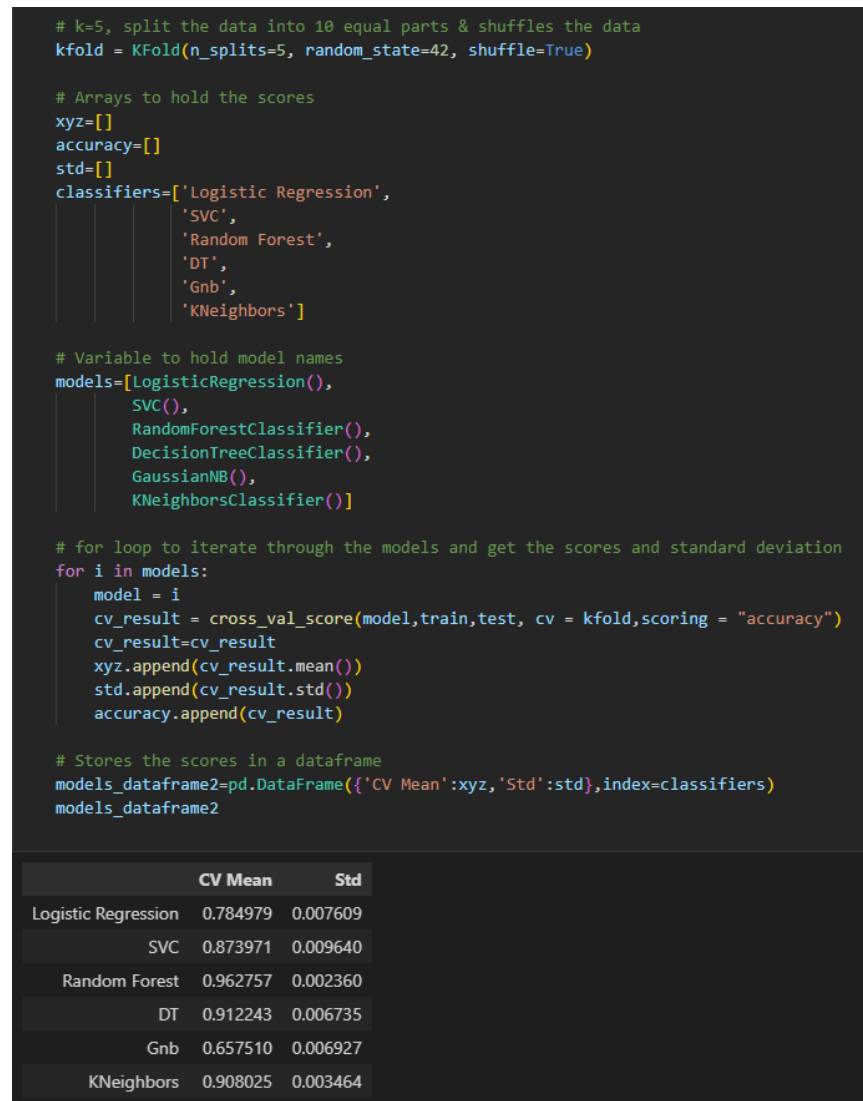 # k=5, split the data into 10 equal parts & shuffles the data
kfold = KFold(n_splits=5, random_state=42, shuffle=True)

# Arrays to hold the scores
xyz=[]
accuracy=[]
std=[]
classifiers=['Logistic Regression',
            'SVC',
            'Random Forest',
            'DT',
            'Gnb',
            'KNeighbors']

# Variable to hold model names
models=[LogisticRegression(),
        SVC(),
        RandomForestClassifier(),
        DecisionTreeClassifier(),
        GaussianNB(),
        KNeighborsClassifier()]

# for loop to iterate through the models and get the scores and standard deviation
for i in models:
    model = i
    cv_result = cross_val_score(model,train,test, cv = kfold,scoring = "accuracy")
    cv_result=cv_result
    xyz.append(cv_result.mean())
    std.append(cv_result.std())
    accuracy.append(cv_result)

# Stores the scores in a dataframe
models_dataframe2=pd.DataFrame({'CV Mean':xyz,'Std':std},index=classifiers)
models_dataframe2

CV Mean Std
Logistic Regression 0.784979 0.007609
SVC 0.873971 0.009640
Random Forest 0.962757 0.002360
DT 0.912243 0.006735
Gnb 0.657510 0.006927
KNeighbors 0.908025 0.003464